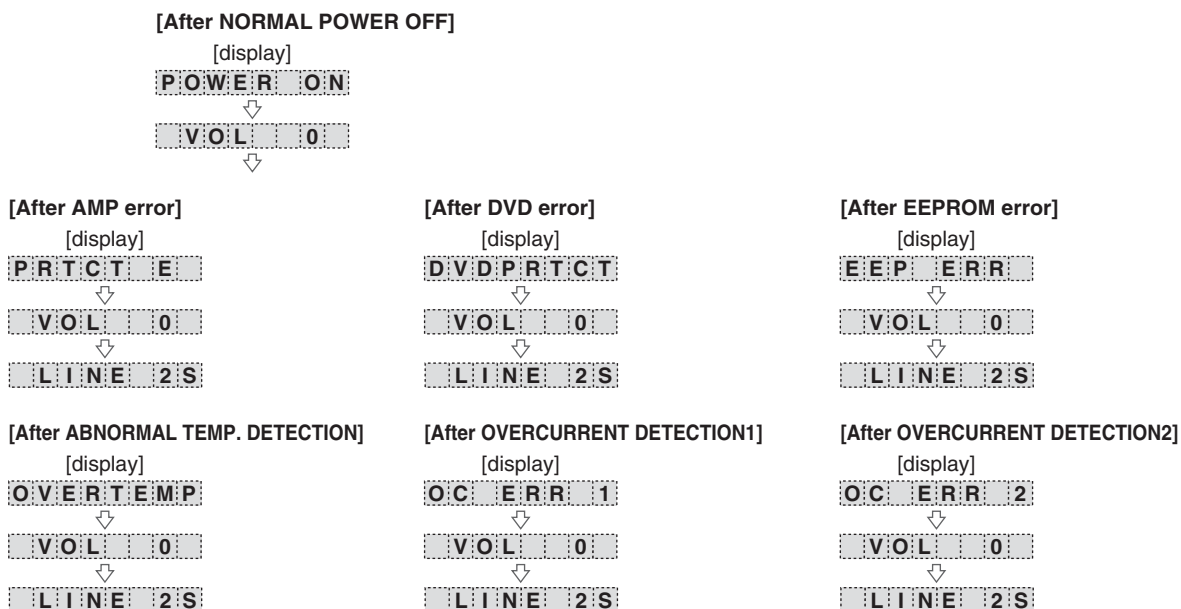 [After NORMAL POWER OFF]
[display]
POWER ON
VOL 0
[After AMP error]
[display]
PRTCT E
VOL 0
LINE 2S
[After DVD error]
[display]
DVDPRTCT
VOL 0
LINE 2S
[After EEPROM error]
[display]
EEP ERR
VOL 0
LINE 2S
[After ABNORMAL TEMP. DETECTION]
[display]
OVERTEMP
VOL 0
LINE 2S
[After OVERCURRENT DETECTION1]
[display]
OC ERR 1
VOL 0
LINE 2S
[After OVERCURRENT DETECTION2]
[display]
OC ERR 2
VOL 0
LINE 2S